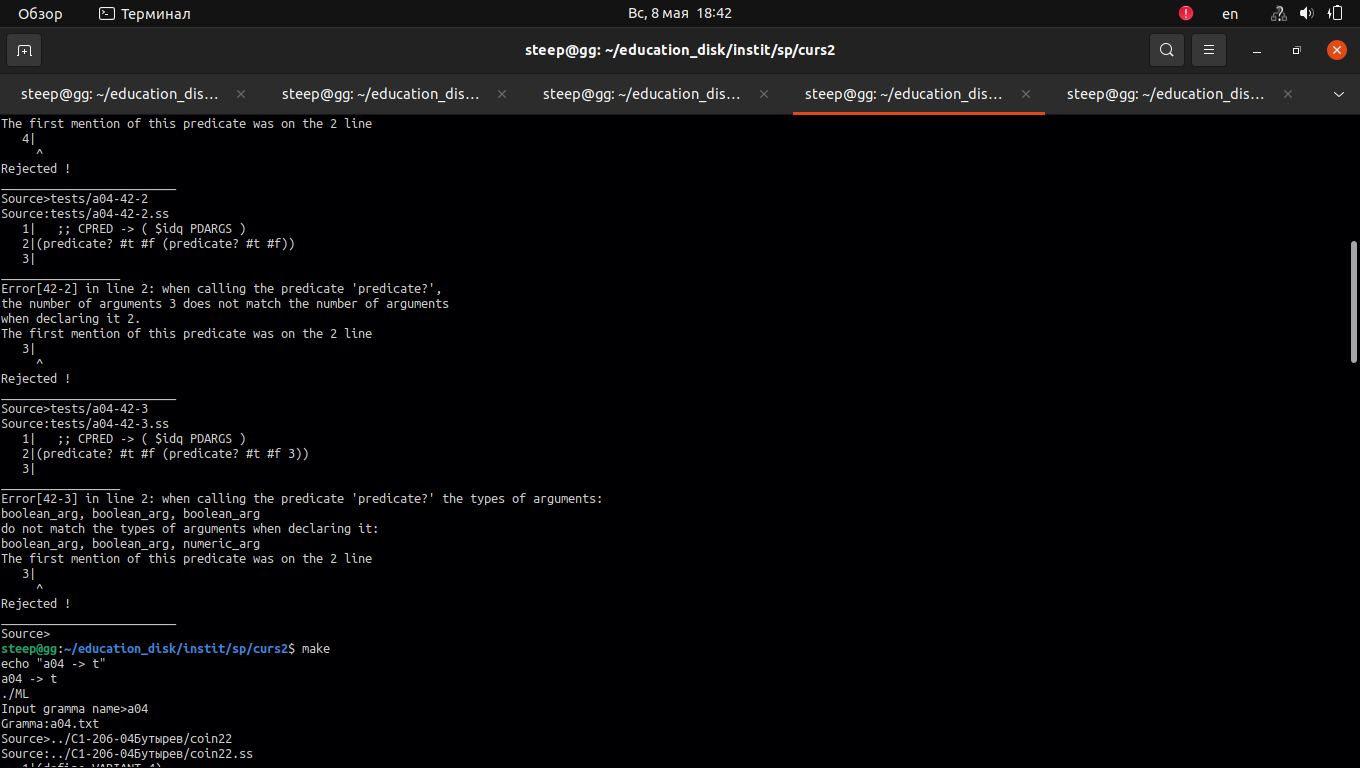 Обзор
Терминал
Вс, 8 мая 18:42
en
steep@gg: ~/education_disk/instit/sp/curs2
steep@gg: ~/education_dis…
steep@gg: ~/education_dis…
steep@gg: ~/education_dis…
steep@gg: ~/education_dis…
steep@gg: ~/education_dis…
The first mention of this predicate was on the 2 line
4|
^
Rejected !
________________________
Source>tests/a04-42-2
Source:tests/a04-42-2.ss
1|   ;; CPRED -> ( $idq PDARGS )
2|(predicate? #t #f (predicate? #t #f))
3|
_________________
Error[42-2] in line 2: when calling the predicate 'predicate?',
the number of arguments 3 does not match the number of arguments
when declaring it 2.
The first mention of this predicate was on the 2 line
3|
^
Rejected !
_________________________
Source>tests/a04-42-3
Source:tests/a04-42-3.ss
1|   ;; CPRED -> ( $idq PDARGS )
2|(predicate? #t #f (predicate? #t #f 3))
3|
_________________
Error[42-3] in line 2: when calling the predicate 'predicate?' the types of arguments:
boolean_arg, boolean_arg, boolean_arg
do not match the types of arguments when declaring it:
boolean_arg, boolean_arg, numeric_arg
The first mention of this predicate was on the 2 line
3|
^
Rejected !
_________________________
Source>
steep@gg:~/education_disk/instit/sp/curs2$ make
echo "a04 -> t"
a04 -> t
./ML
Input gramma name>a04
Gramma:a04.txt
Source>../C1-206-04Бутырев/coin22
Source:../C1-206-04Бутырев/coin22.ss
1|(define VARIANT 4)